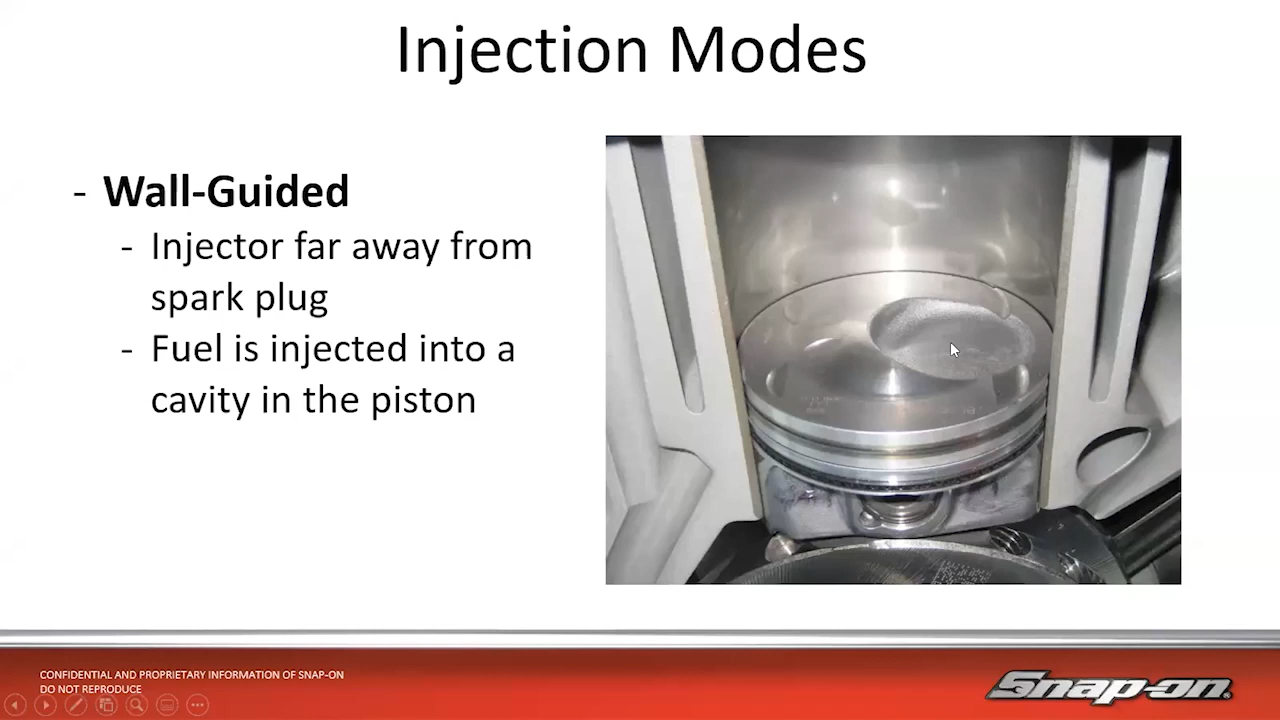 Injection Modes
- Wall-Guided
- Injector far away from
spark plug
- Fuel is injected into a
cavity in the piston
CONFIDENTIAL AND PROPRIETARY INFORMATION OF SNAP-ON
DO NOT REPRODUCE
Snap-on